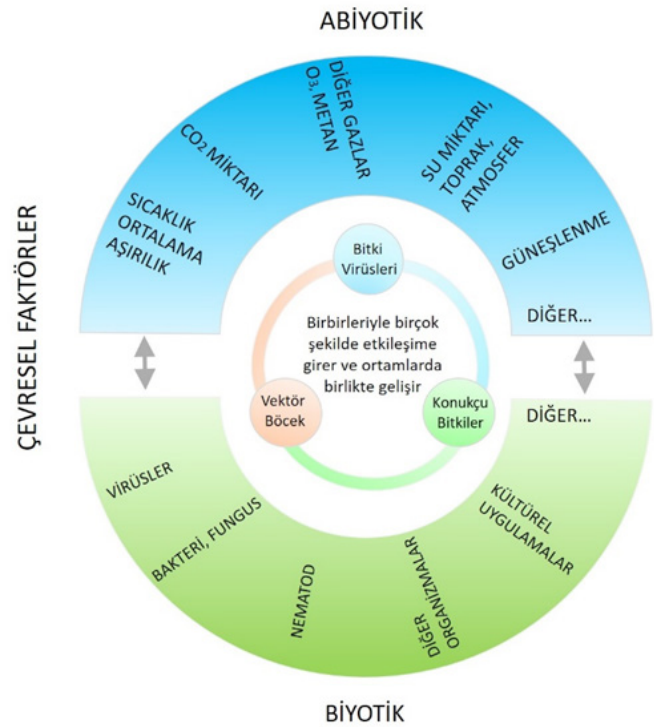 ABİYOTİK
ÇEVRESEL FAKTÖRLER
SICAKLIK
ORTALAMA
AŞIRILIK
CO2 MİKTARI
DİĞER GAZLAR
O3, METAN
SU MİKTARI,
TOPRAK,
ATMOSFER
GÜNEŞLENME
DİĞER...
Bitki
Virüsleri
Birbirleriyle birçok
şekilde etkileşime
girer ve ortamlarda
birlikte gelişir
Vektör
Böcek
Konukçu
Bitkiler
VİRÜSLER
BAKTERİ, FUNGUS
NEMATOD
DİĞER
ORGANİZMALAR
KÜLTÜREL
UYGULAMALAR
DİĞER...
BİYOTİK